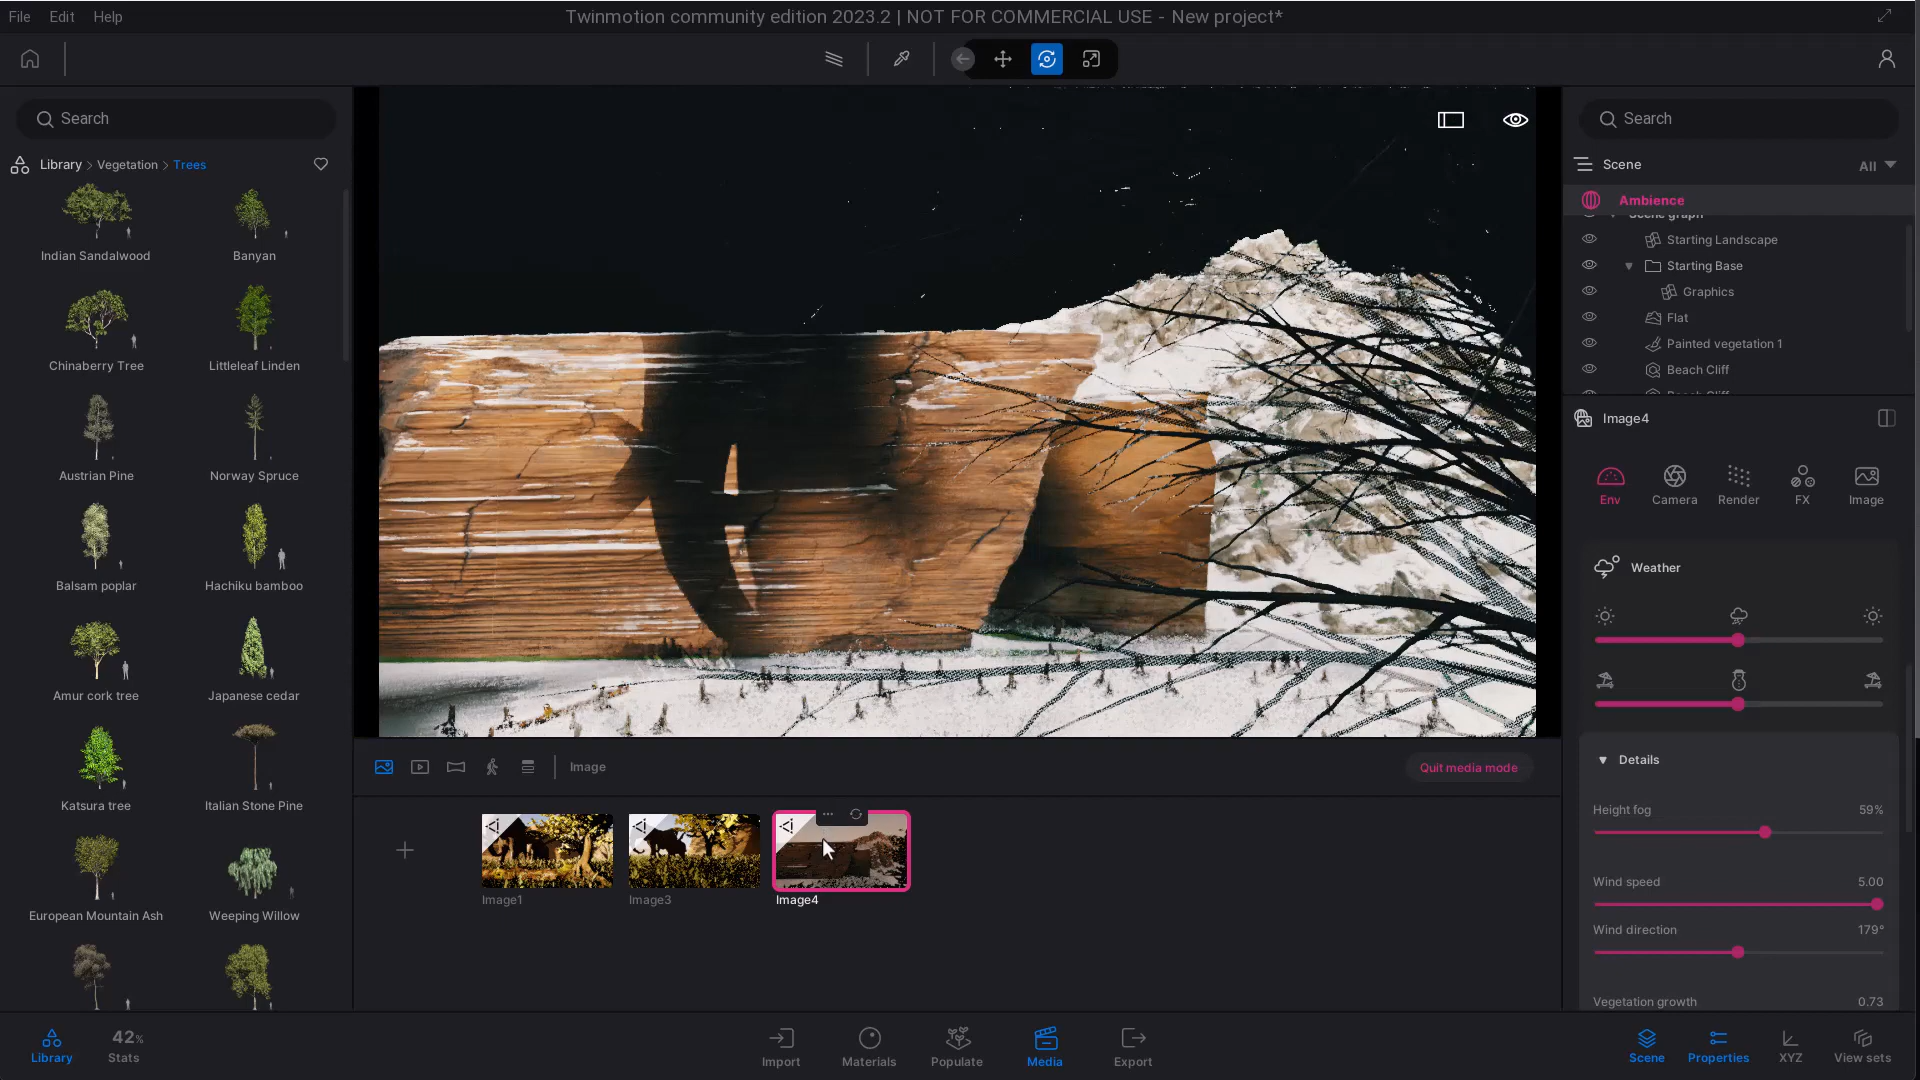 File Edit Help
Twinmotion community edition 2023.2 | NOT FOR COMMERCIAL USE - New project*
Search
Library > Vegetation > Trees
Indian Sandalwood
Banyan
Chinaberry Tree
Littleleaf Linden
Austrian Pine
Norway Spruce
Balsam poplar
Hachiku bamboo
Amur cork tree
Japanese cedar
Katsura tree
Italian Stone Pine
European Mountain Ash
Weeping Willow
Image
Quit media mode
Image1
Image3
Image4
Search
Scene
All
Ambience
Scene graph
Starting Landscape
Starting Base
Graphics
Flat
Painted vegetation 1
Beach Cliff
Beach Cliff
Image4
Env
Camera
Render
FX
Image
Weather
Details
Height fog 59%
Wind speed 5.00
Wind direction 179°
Vegetation growth 0.73
Library
42%
Stats
Import
Materials
Populate
Media
Export
Scene
Properties
XYZ
View sets